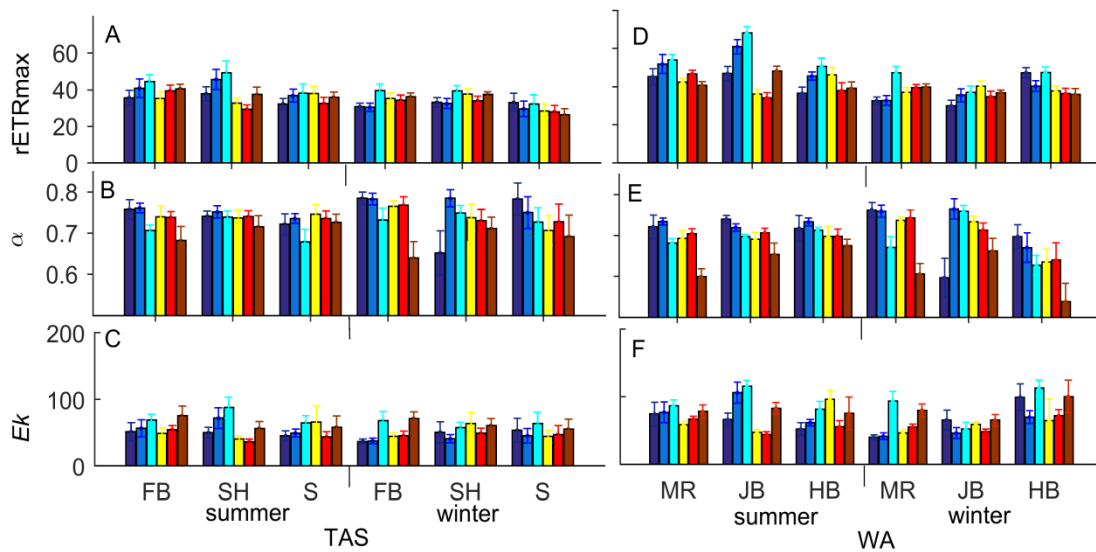 A
D
rETRmax
60
40
20
0
B
E
α
0.8
0.7
0.6
C
F
Ek
200
100
0
FB SH S FB SH S MR JB HB MR JB HB
summer winter summer winter
TAS WA